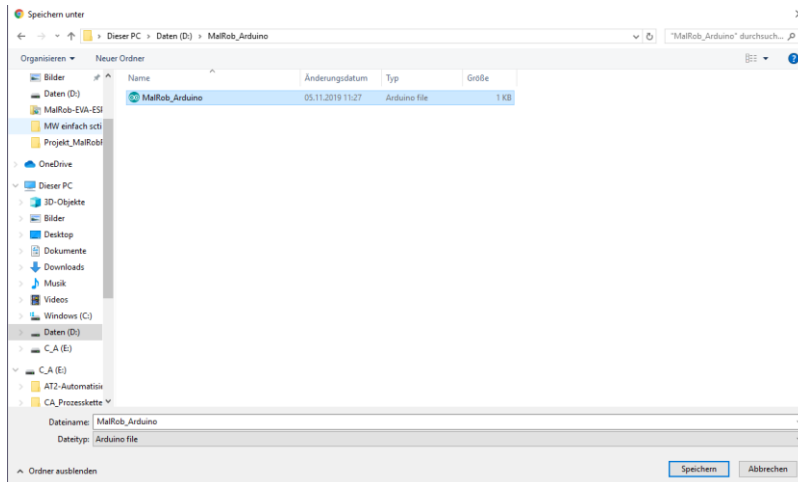 Speichern unter
Dieser PC > Daten (D:) > MalRob_Arduino
"MalRob_Arduino" durchsuch...
Organisieren Neuer Ordner
Name Änderungsdatum Typ Größe
MalRob_Arduino 05.11.2019 11:27 Arduino file 1 KB
Bilder
Daten (D:)
MalRob-EVA-ESP
MW einfach scti
Projekt_MalRobF
OneDrive
Dieser PC
3D-Objekte
Bilder
Desktop
Dokumente
Downloads
Musik
Videos
Windows (C:)
Daten (D:)
C_A (E:)
C_A (E:)
AT2-Automatisie
CA_Prozesskette
Dateiname: MalRob_Arduino
Dateityp: Arduino file
Ordner ausblenden
Speichern Abbrechen